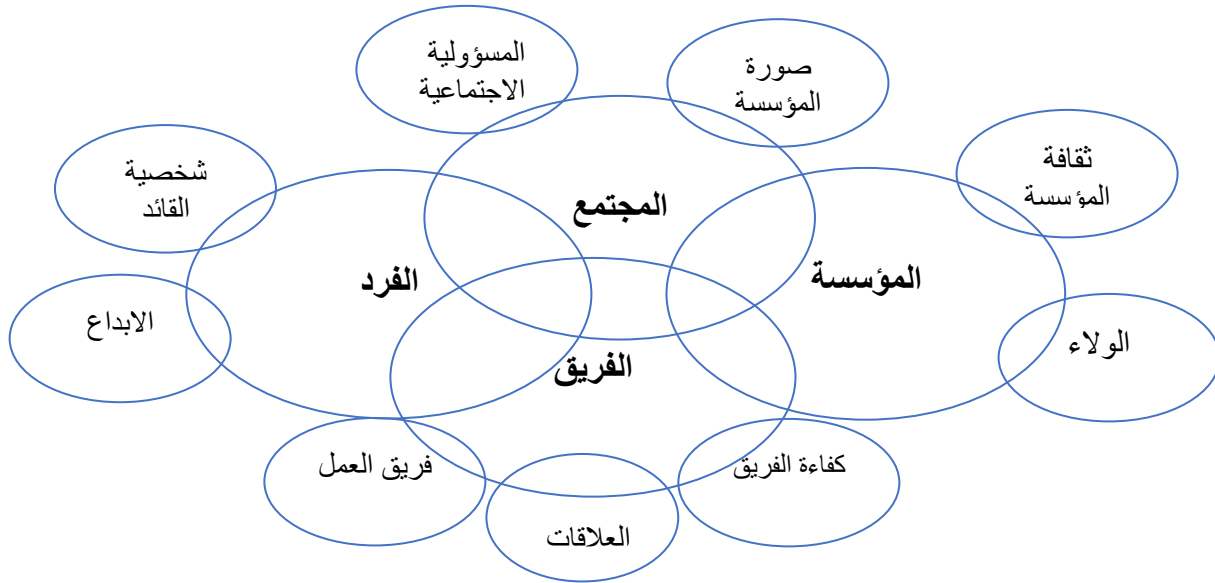 المسؤولية
الاجتماعية
صورة
المؤسسة
ثقافة
المؤسسة
شخصية
القائد
المجتمع
المؤسسة
الفرد
الابداع
الولاء
الفريق
كفاءة الفريق
فريق العمل
العلاقات